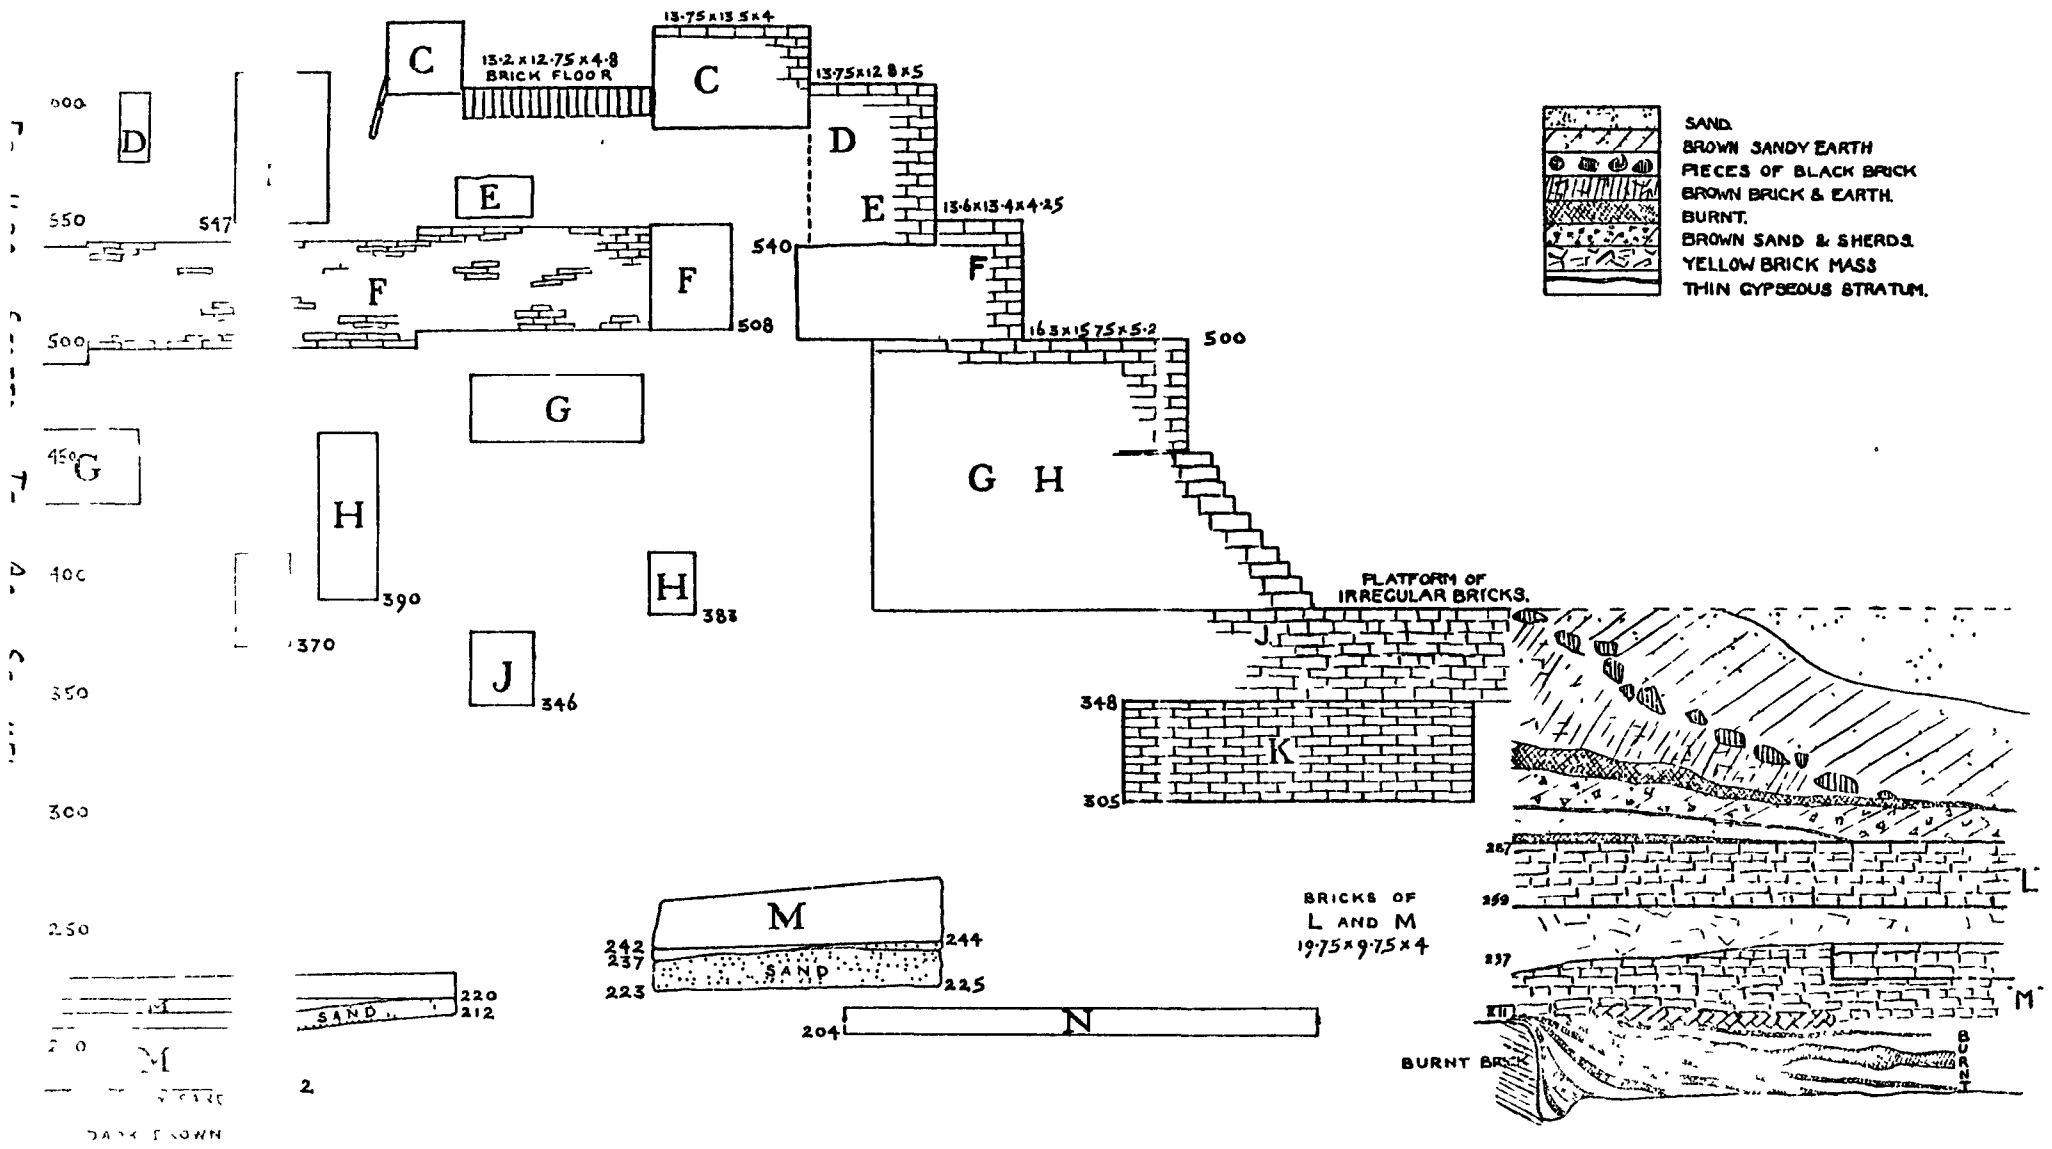 13·75 x 13·5 x 4
C
13·2 x 12·75 x 4·8
BRICK FLOOR
C
13·75 x 12 8 x 5
D
D
E
E
13·6 x 13·4 x 4·25
550
547
540
F
F
F
508
16 3 x 15 75 x 5·2
500
500
G
450
G
G H
H
H
400
390
383
370
J
346
350
PLATFORM OF
IRREGULAR BRICKS.
J
348
K
305
300
SAND.
BROWN SANDY EARTH
PIECES OF BLACK BRICK
BROWN BRICK & EARTH.
BURNT.
BROWN SAND & SHERDS.
YELLOW BRICK MASS
THIN GYPSEOUS STRATUM.
287
259
L
BRICKS OF
L AND M
19·75 x 9·75 x 4
250
M
242
244
237
SAND
223
225
237
M
220
212
SAND
M
N
204
211
BURNT BRICK
BURNT
2